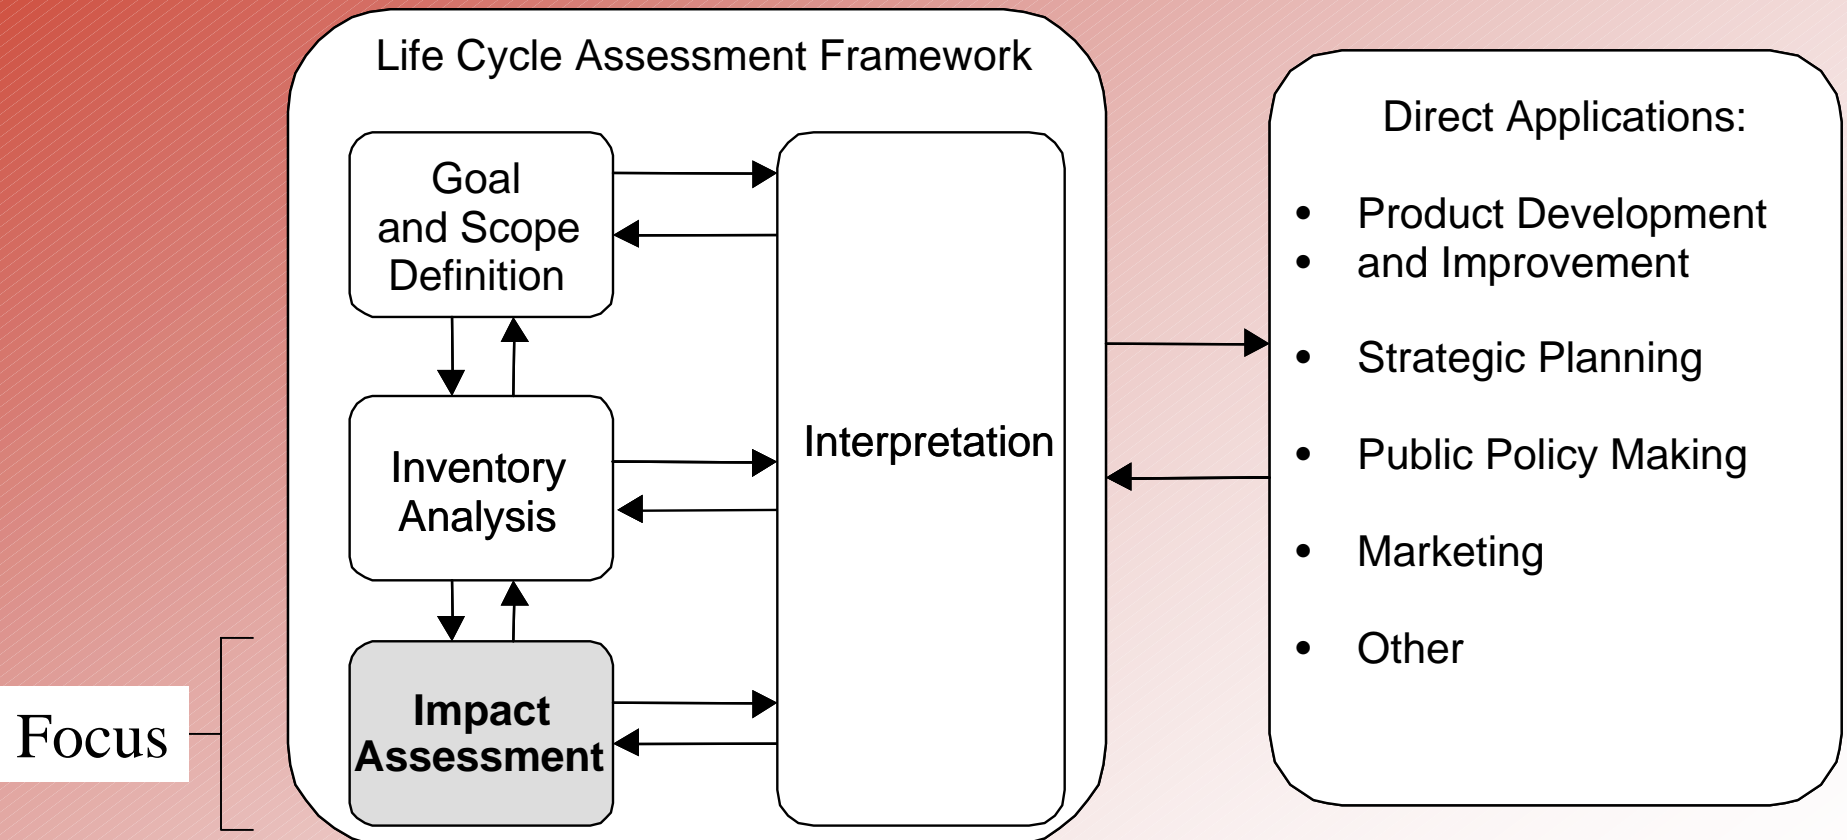 Life Cycle Assessment Framework
Goal
and Scope
Definition
Inventory
Analysis
Impact
Assessment
Interpretation
Focus
Direct Applications:
• Product Development
• and Improvement
• Strategic Planning
• Public Policy Making
• Marketing
• Other